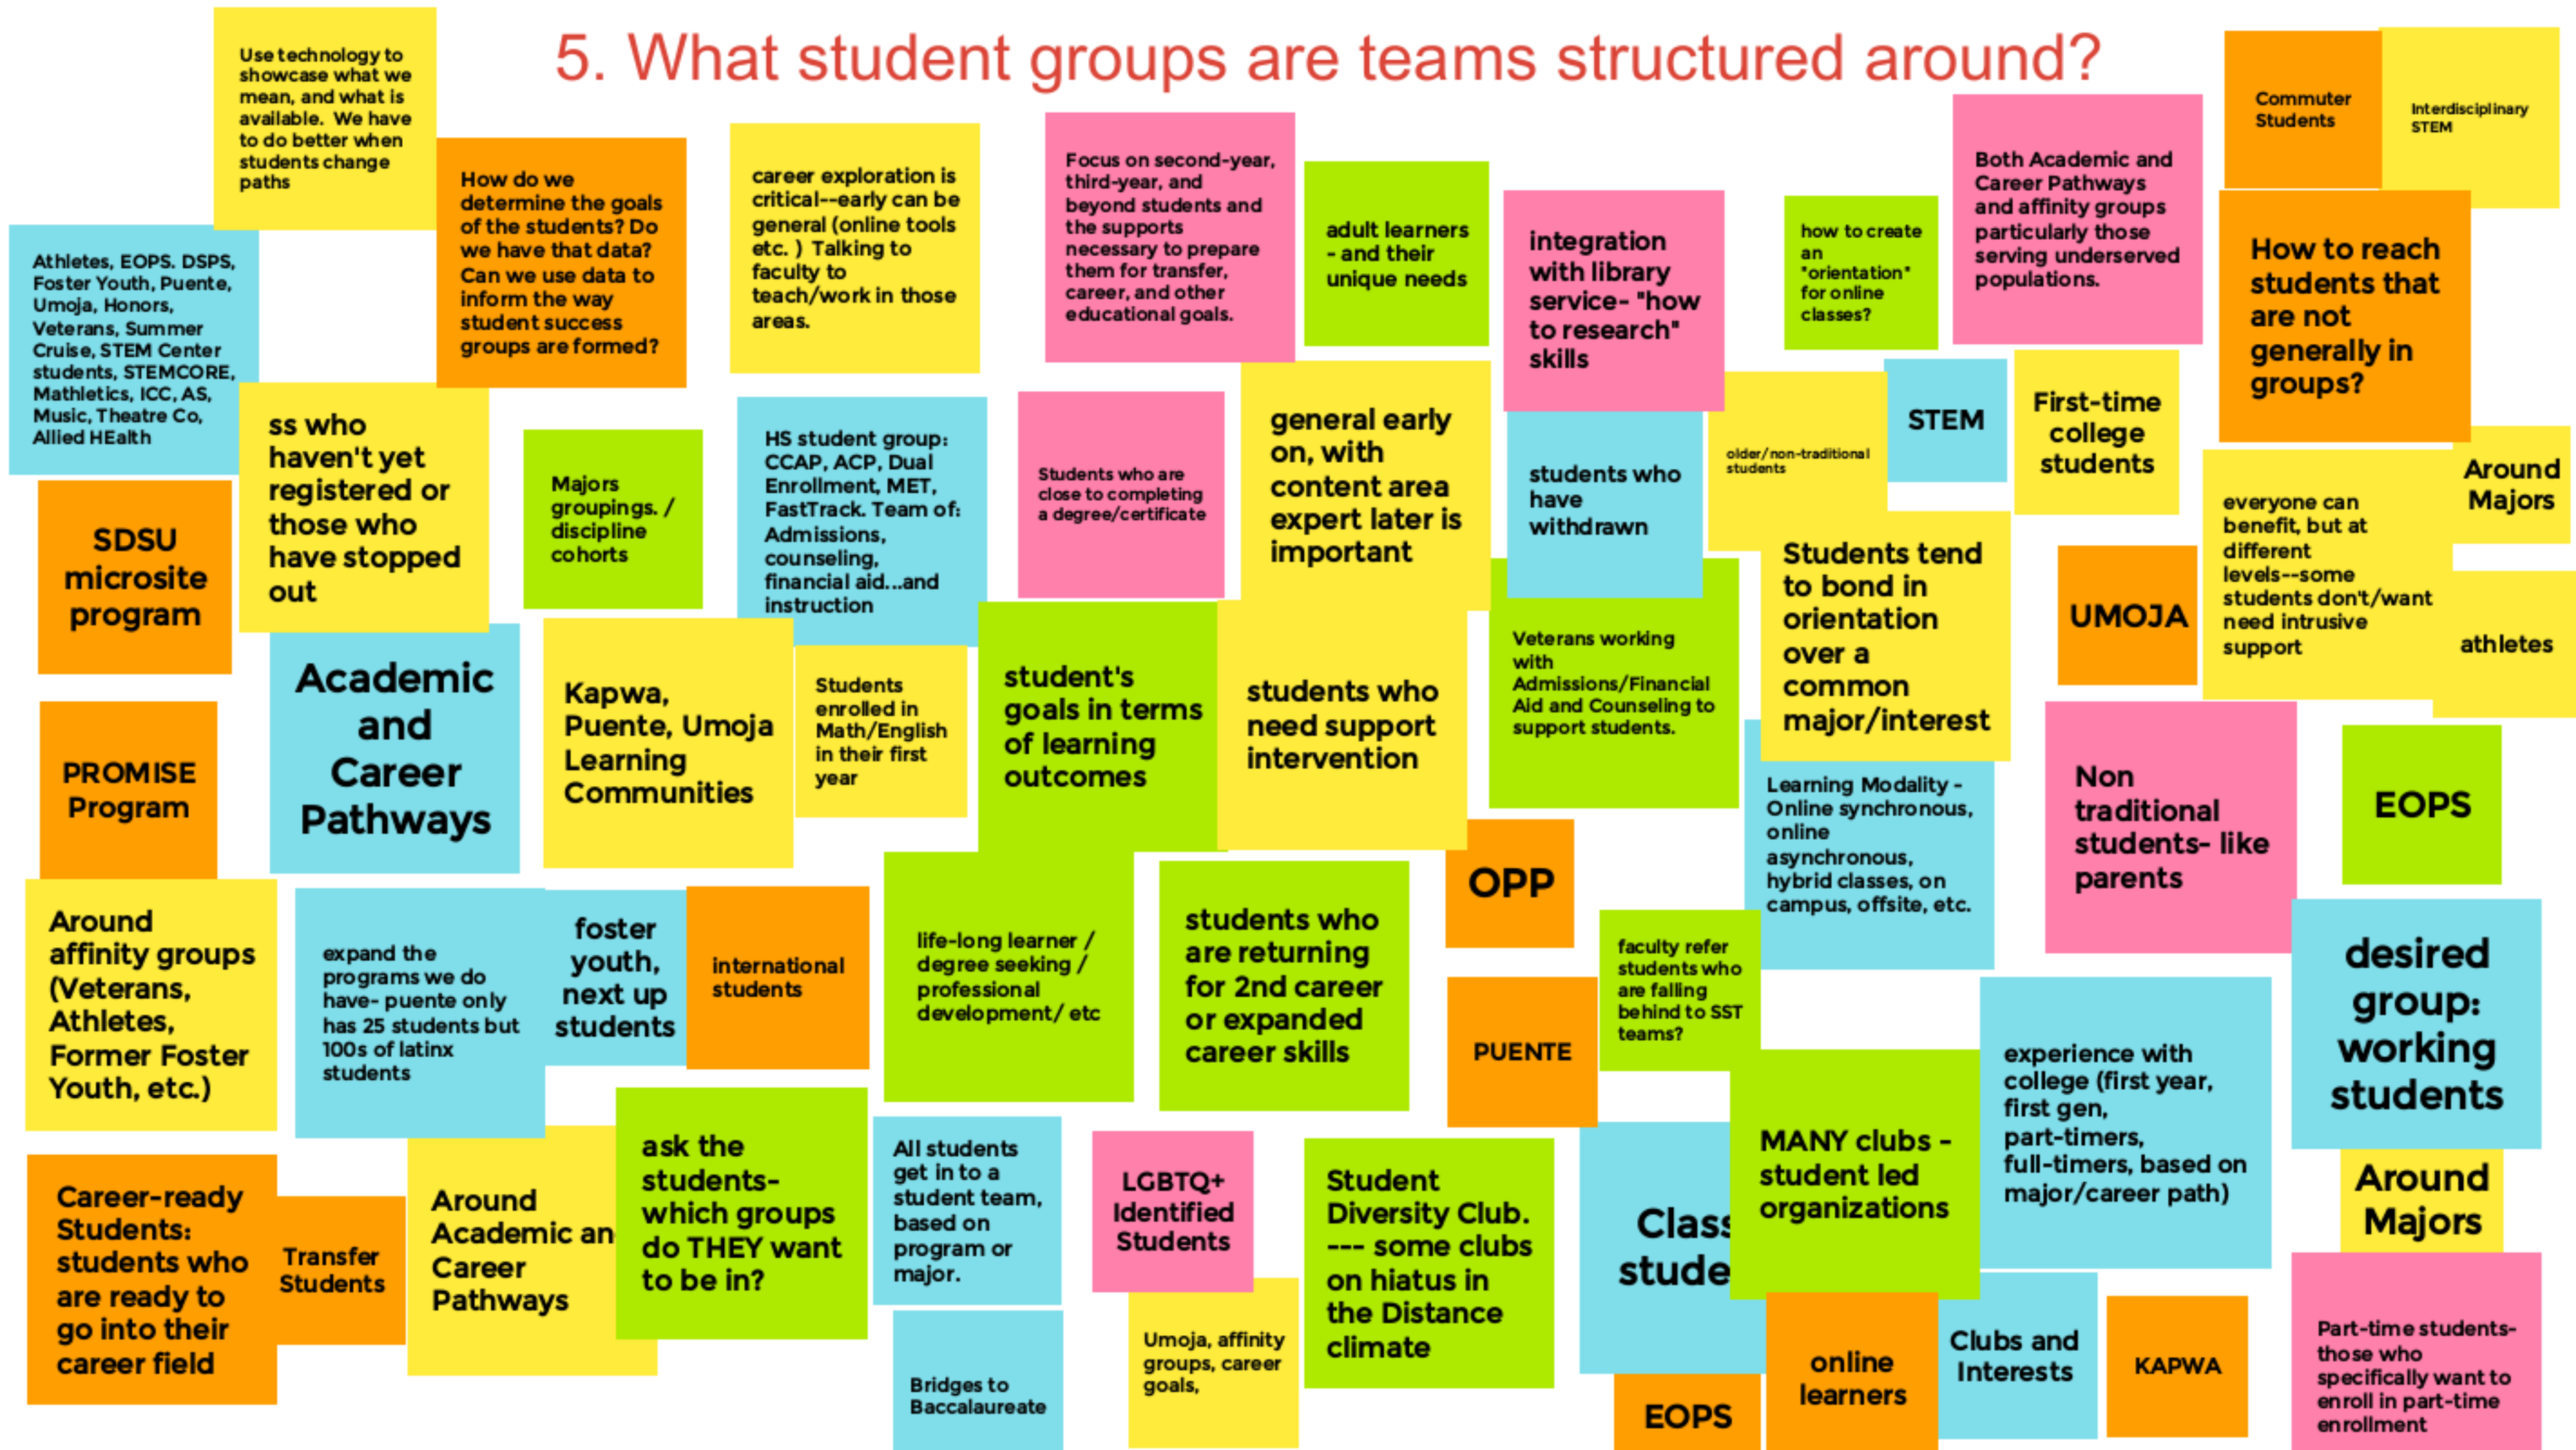 5. What student groups are teams structured around?
Use technology to
showcase what we
mean, and what is
available. We have
to do better when
students change
paths
How do we
determine the goals
of the students? Do
we have that data?
Can we use data to
inform the way
student success
groups are formed?
career exploration is
critical--early can be
general (online tools
etc. ) Talking to
faculty to
teach/work in those
areas.
Focus on second-year,
third-year, and
beyond students and
the supports
necessary to prepare
them for transfer,
career, and other
educational goals.
adult learners
- and their
unique needs
integration
with library
service- "how
to research"
skills
how to create
an
"orientation"
for online
classes?
Both Academic and
Career Pathways
and affinity groups
particularly those
serving underserved
populations.
Commuter
Students
Interdisciplinary
STEM
How to reach
students that
are not
generally in
groups?
Athletes, EOPS. DSPS,
Foster Youth, Puente,
Umoja, Honors,
Veterans, Summer
Cruise, STEM Center
students, STEMCORE,
Mathletics, ICC, AS,
Music, Theatre Co,
Allied HEalth
ss who
haven't yet
registered or
those who
have stopped
out
Majors
groupings. /
discipline
cohorts
HS student group:
CCAP, ACP, Dual
Enrollment, MET,
FastTrack. Team of:
Admissions,
counseling,
financial aid...and
instruction
Students who are
close to completing
a degree/certificate
general early
on, with
content area
expert later is
important
students who
have
withdrawn
older/non-traditional
students
STEM
First-time
college
students
Around
Majors
everyone can
benefit, but at
different
levels--some
students don't/want
need intrusive
support
SDSU
microsite
program
Academic
and
Career
Pathways
Kapwa,
Puente, Umoja
Learning
Communities
Students
enrolled in
Math/English
in their first
year
student's
goals in terms
of learning
outcomes
students who
need support
intervention
Veterans working
with
Admissions/Financial
Aid and Counseling to
support students.
Students tend
to bond in
orientation
over a
common
major/interest
UMOJA
athletes
PROMISE
Program
Learning Modality -
Online synchronous,
online
asynchronous,
hybrid classes, on
campus, offsite, etc.
Non
traditional
students- like
parents
EOPS
Around
affinity groups
(Veterans,
Athletes,
Former Foster
Youth, etc.)
expand the
programs we do
have- puente only
has 25 students but
100s of latinx
students
foster
youth,
next up
students
international
students
life-long learner /
degree seeking /
professional
development/ etc
students who
are returning
for 2nd career
or expanded
career skills
OPP
PUENTE
faculty refer
students who
are falling
behind to SST
teams?
desired
group:
working
students
experience with
college (first year,
first gen,
part-timers,
full-timers, based on
major/career path)
Career-ready
Students:
students who
are ready to
go into their
career field
Transfer
Students
Around
Academic an
Career
Pathways
ask the
students-
which groups
do THEY want
to be in?
All students
get in to a
student team,
based on
program or
major.
LGBTQ+
Identified
Students
Student
Diversity Club.
--- some clubs
on hiatus in
the Distance
climate
Class
stude
MANY clubs -
student led
organizations
Around
Majors
Bridges to
Baccalaureate
Umoja, affinity
groups, career
goals,
EOPS
online
learners
Clubs and
Interests
KAPWA
Part-time students-
those who
specifically want to
enroll in part-time
enrollment